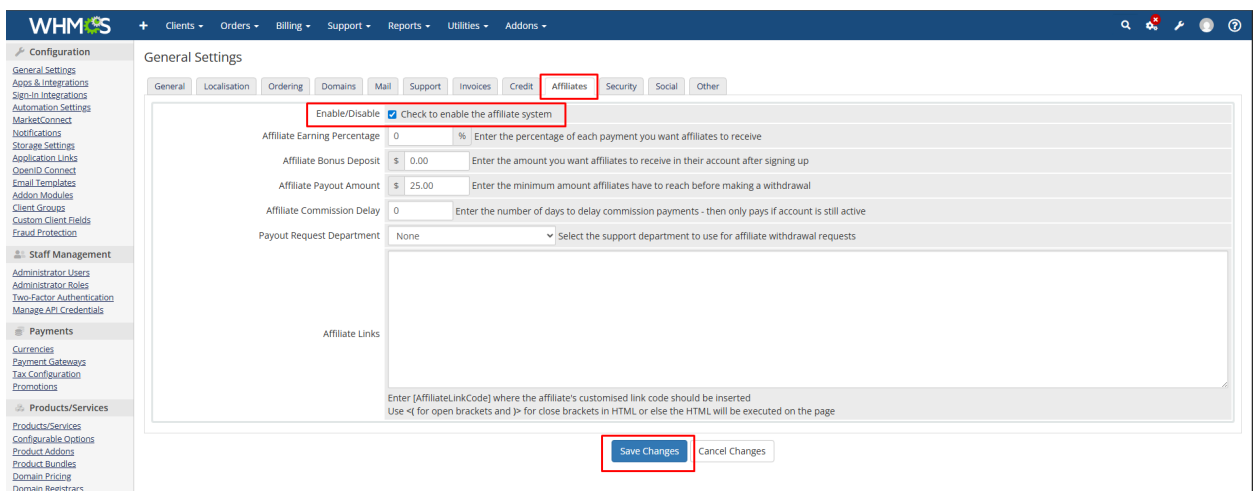 WHMCS
+ Clients Orders Billing Support Reports Utilities Addons
Configuration
General Settings
Apps & Integrations
Sign-In Integrations
Automation Settings
MarketConnect
Notifications
Storage Settings
Application Links
OpenID Connect
Email Templates
Addon Modules
Client Groups
Custom Client Fields
Fraud Protection
Staff Management
Administrator Users
Administrator Roles
Two-Factor Authentication
Manage API Credentials
Payments
Currencies
Payment Gateways
Tax Configuration
Promotions
Products/Services
Products/Services
Configurable Options
Product Addons
Product Bundles
Domain Pricing
Domain Registrars
General Settings
General Localisation Ordering Domains Mail Support Invoices Credit Affiliates Security Social Other
Enable/Disable Check to enable the affiliate system
Affiliate Earning Percentage 0 % Enter the percentage of each payment you want affiliates to receive
Affiliate Bonus Deposit $ 0.00 Enter the amount you want affiliates to receive in their account after signing up
Affiliate Payout Amount $ 25.00 Enter the minimum amount affiliates have to reach before making a withdrawal
Affiliate Commission Delay 0 Enter the number of days to delay commission payments - then only pays if account is still active
Payout Request Department None Select the support department to use for affiliate withdrawal requests
Affiliate Links
Enter [AffiliateLinkCode] where the affiliate's customised link code should be inserted
Use <( for open brackets and )> for close brackets in HTML or else the HTML will be executed on the page
Save Changes Cancel Changes